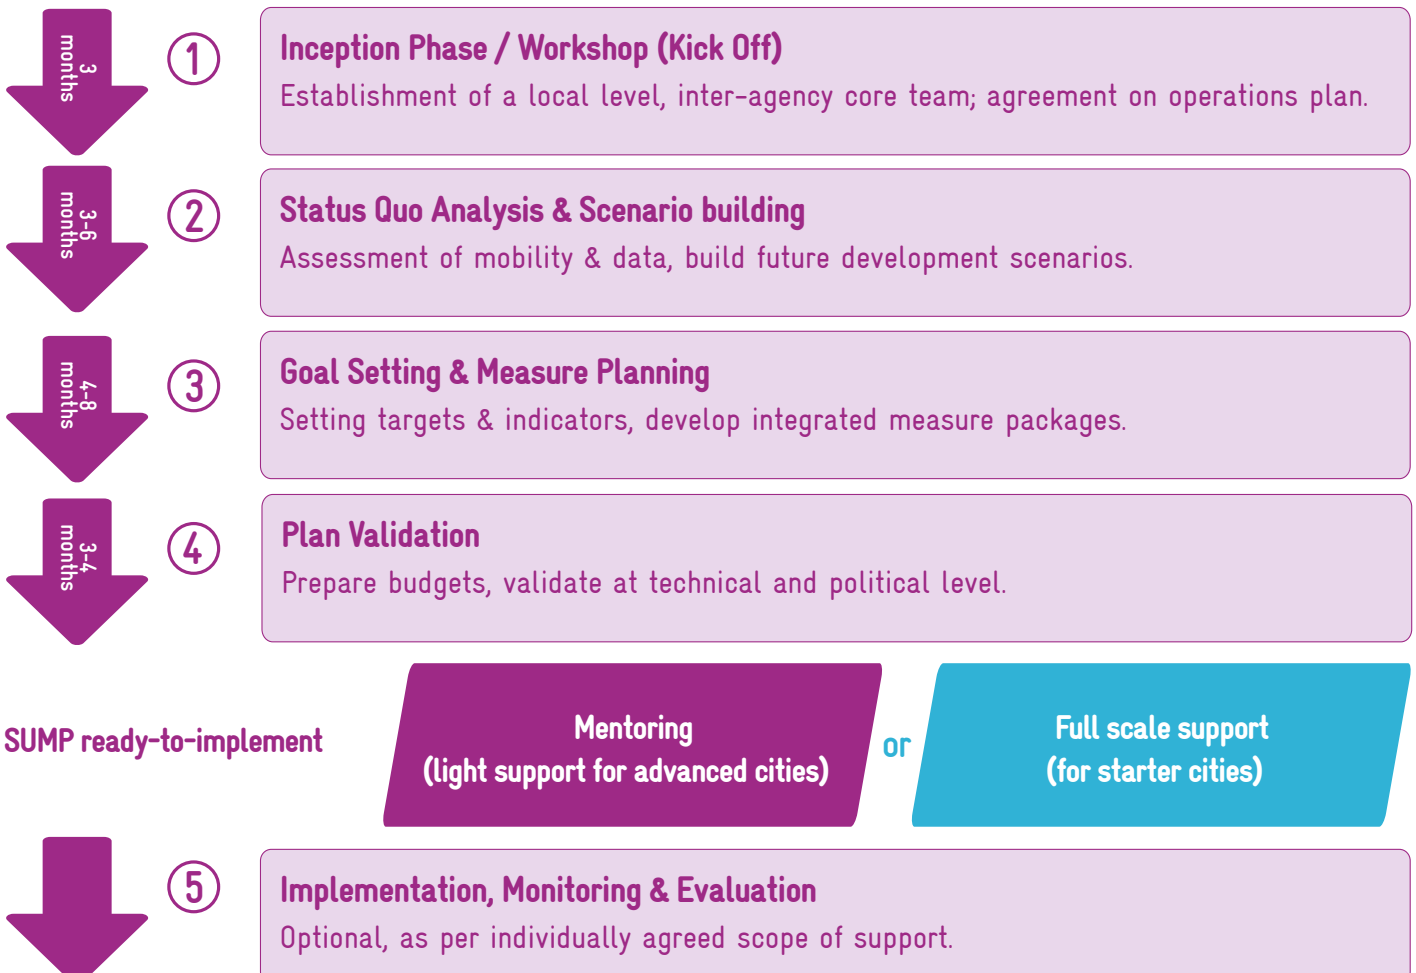 3
months
1
Inception Phase / Workshop (Kick Off)
Establishment of a local level, inter-agency core team; agreement on operations plan.
3-6
months
2
Status Quo Analysis & Scenario building
Assessment of mobility & data, build future development scenarios.
4-8
months
3
Goal Setting & Measure Planning
Setting targets & indicators, develop integrated measure packages.
3-4
months
4
Plan Validation
Prepare budgets, validate at technical and political level.
SUMP ready-to-implement
Mentoring
(light support for advanced cities)
or
Full scale support
(for starter cities)
5
Implementation, Monitoring & Evaluation
Optional, as per individually agreed scope of support.